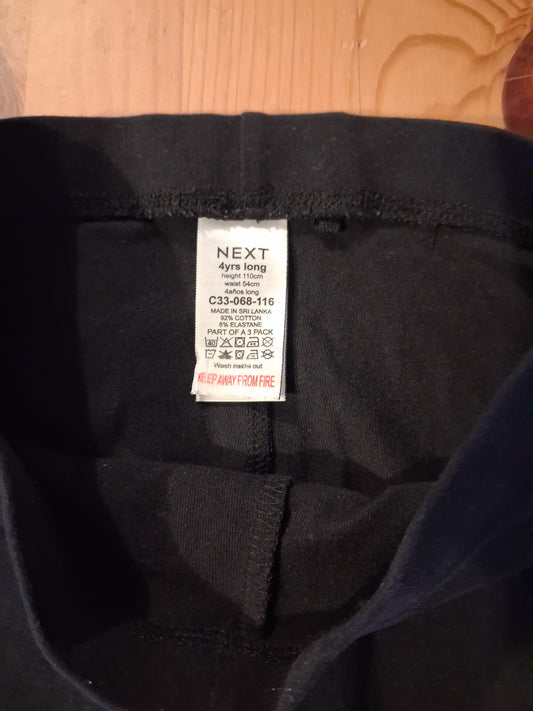 NEXT
4yrs long
height 110cm
waist 54cm
4años long
C33-068-116
MADE IN SRI LANKA
92% COTTON
8% ELASTANE
PART OF A 3 PACK
40
Wash inside out
KEEP AWAY FROM FIRE